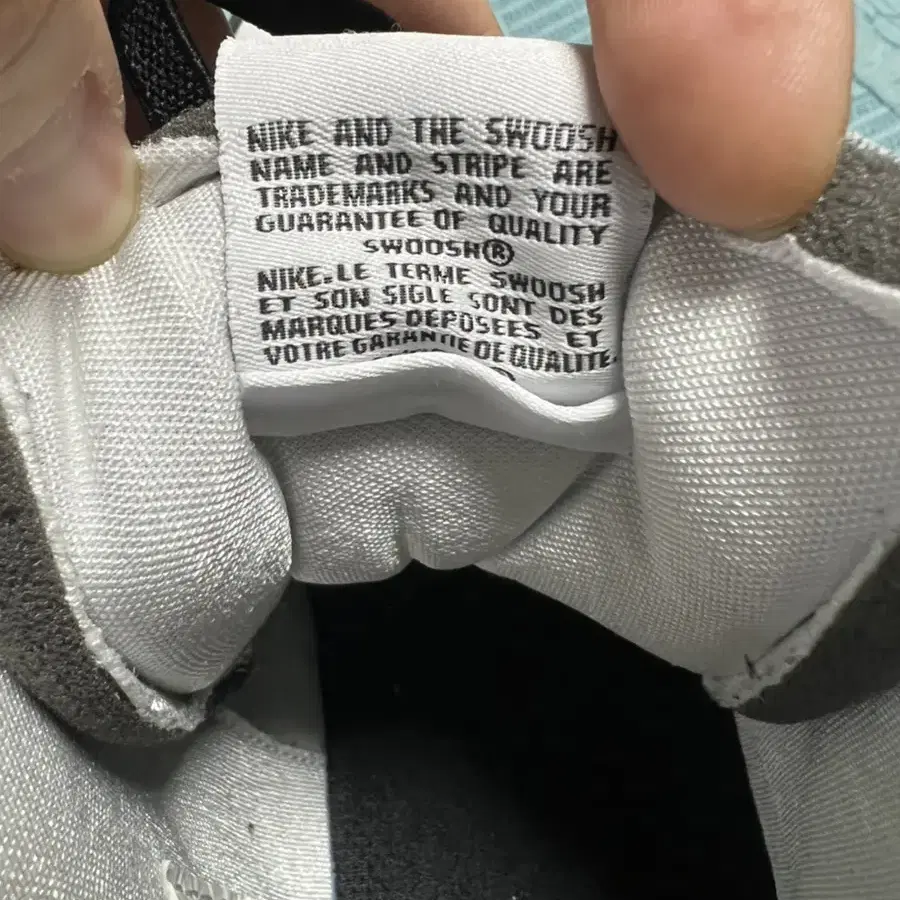 NIKE AND THE SWOOSH
NAME AND STRIPE ARE
TRADEMARKS AND YOUR
GUARANTEE OF QUALITY
SWOOSH®
NIKE.LE TERME SWOOSH
ET SON SIGLE SONT DES
MARQUES DEPOSEES ET
VOTRE GARANTIE DE QUALITE.